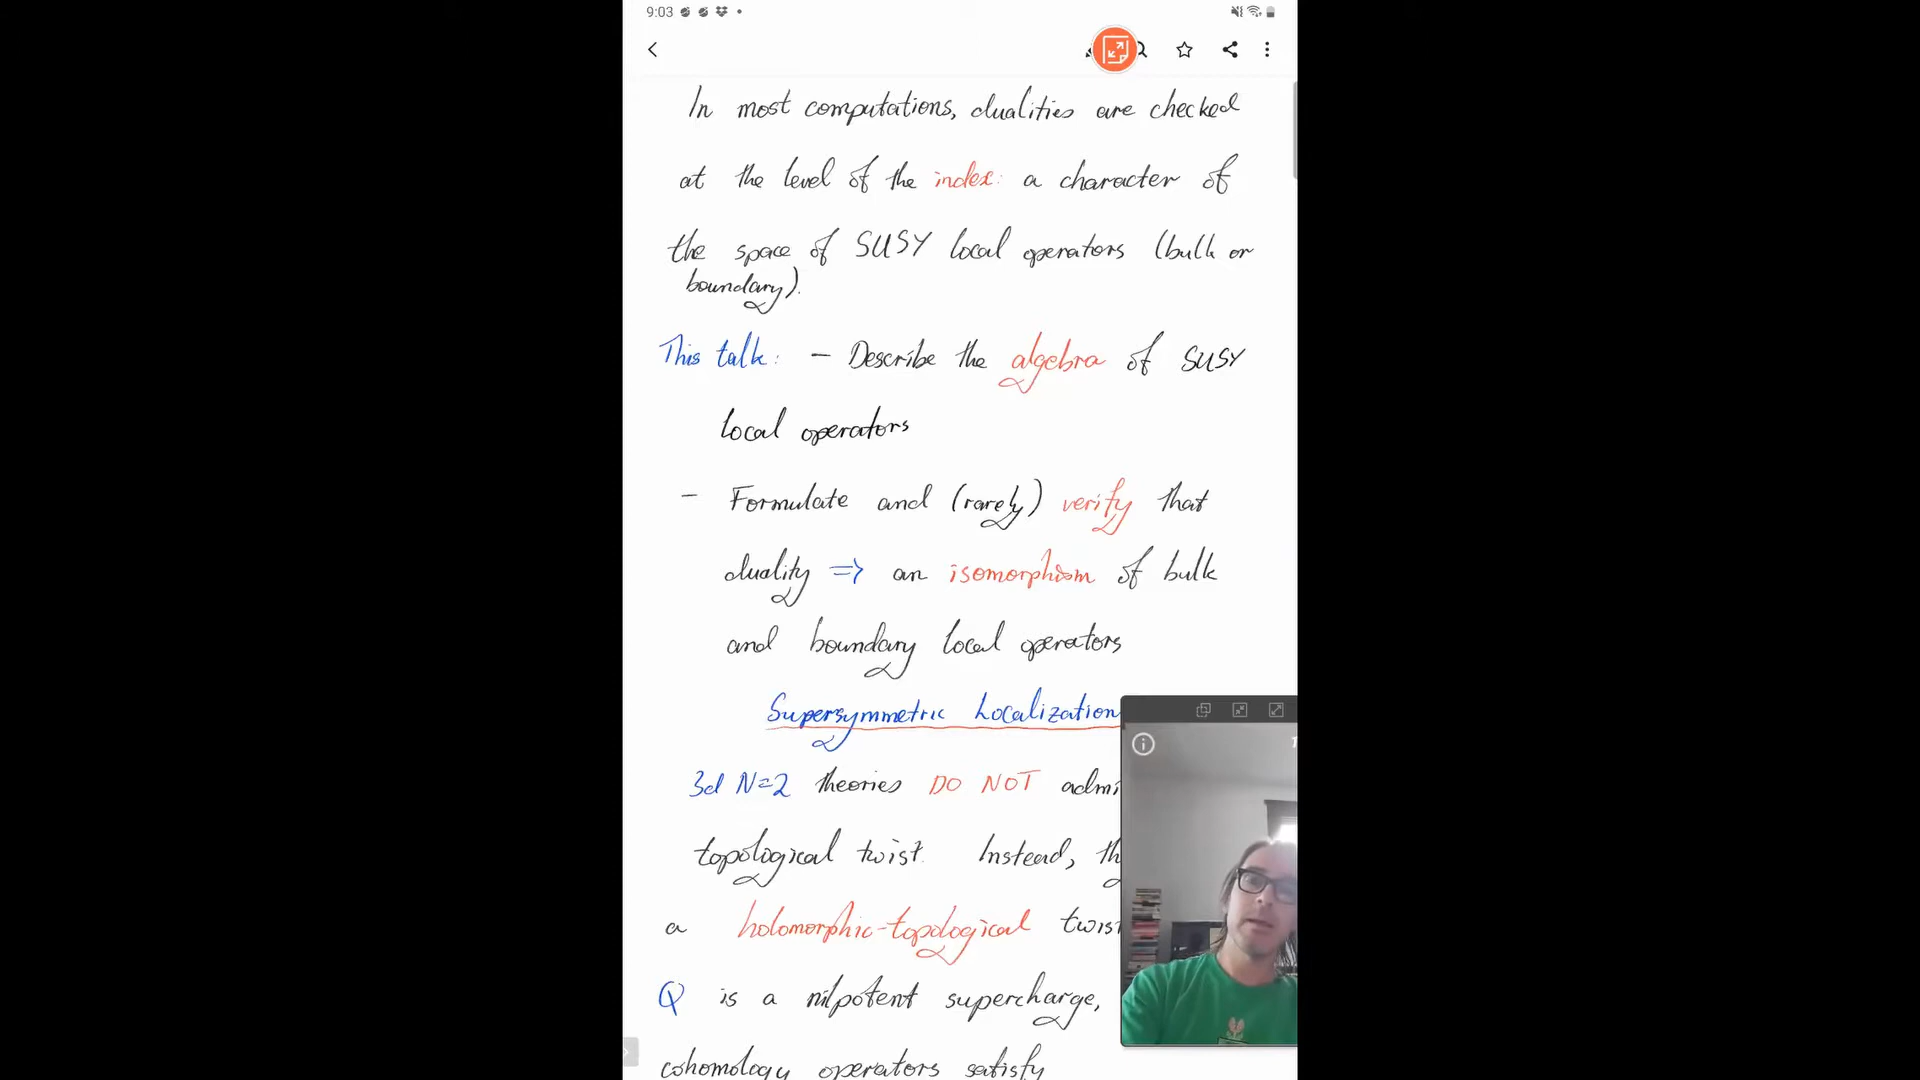 9:03
In most computations, dualities are checked
at the level of the index: a character of
the space of SUSY local operators (bulk or
boundary).
This talk: - Describe the algebra of SUSY
local operators
- Formulate and (rarely) verify that
duality => an isomorphism of bulk
and boundary local operators
Supersymmetric Localization
3d N=2 theories DO NOT admi
topological twist. Instead, th
a holomorphic-topological twis
Q is a nilpotent supercharge,
cohomology operators satisfy